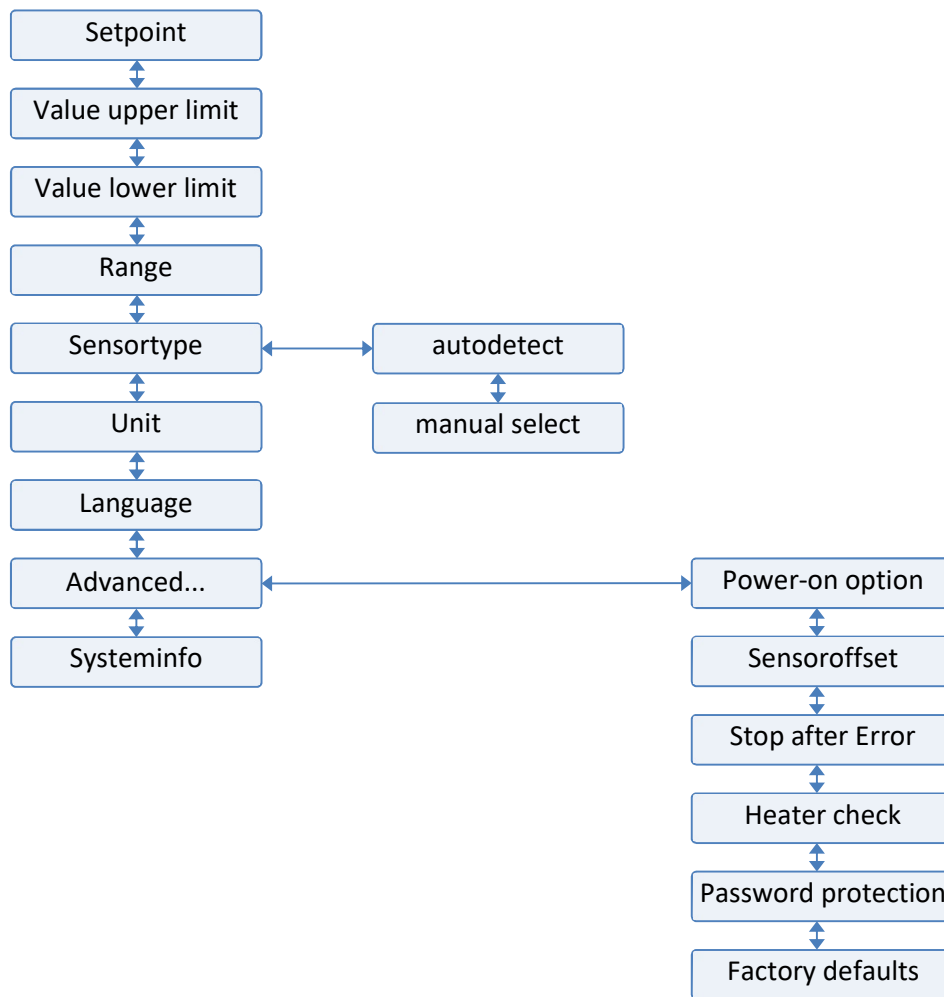 Setpoint
Value upper limit
Value lower limit
Range
Sensortype
autodetect
Unit
manual select
Language
Advanced...
Power-on option
Systeminfo
Sensoroffset
Stop after Error
Heater check
Password protection
Factory defaults